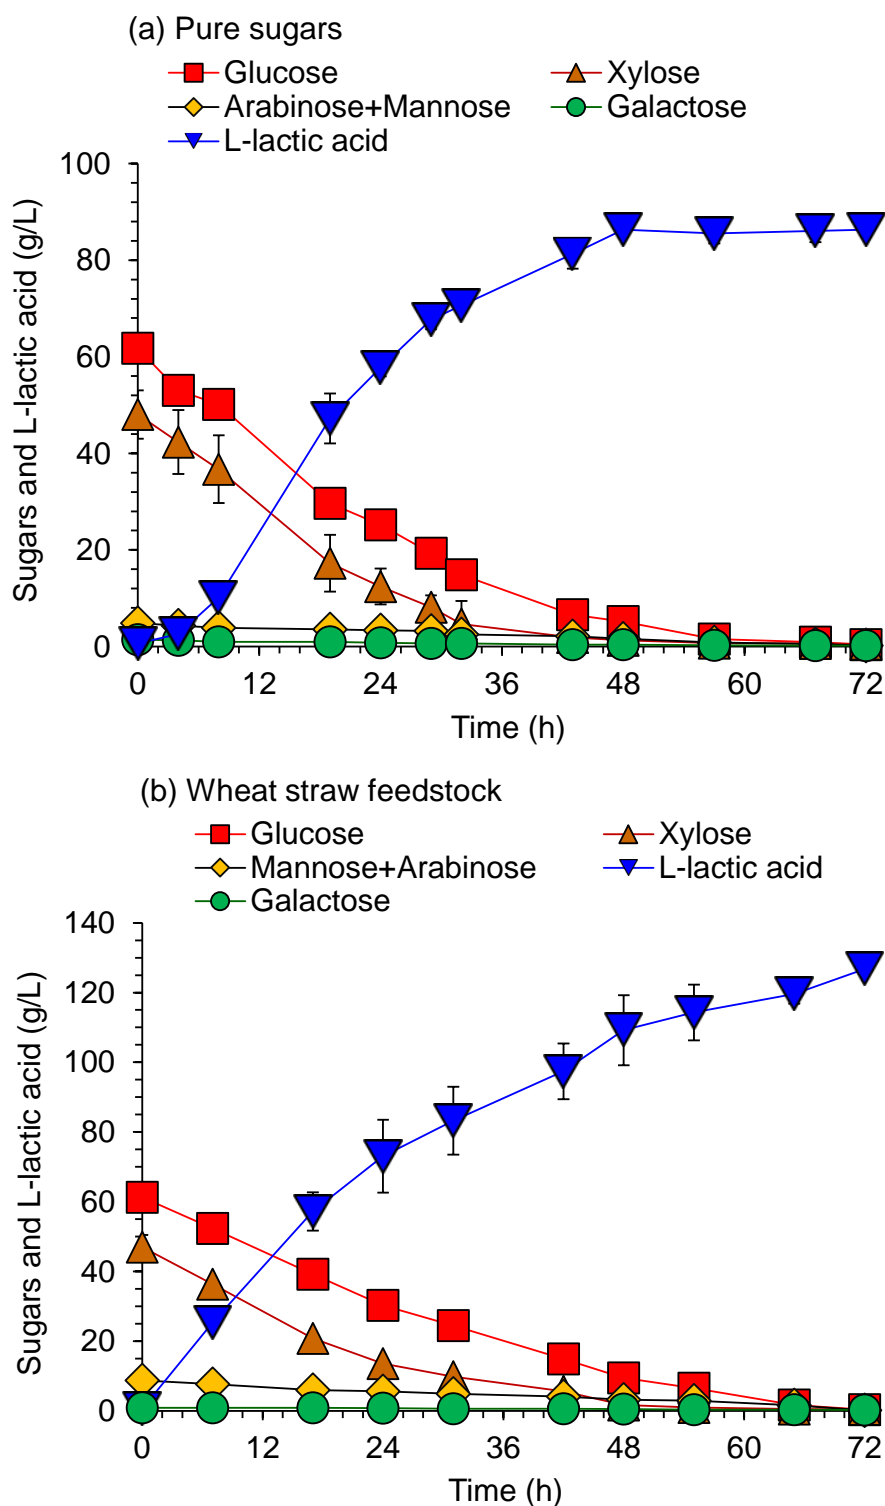 (a) Pure sugars
Glucose Xylose
Arabinose+Mannose Galactose
L-lactic acid
Sugars and L-lactic acid (g/L)
100
80
60
40
20
0
0 12 24 36 48 60 72
Time (h)
(b) Wheat straw feedstock
Glucose Xylose
Mannose+Arabinose L-lactic acid
Galactose
Sugars and L-lactic acid (g/L)
140
120
100
80
60
40
20
0
0 12 24 36 48 60 72
Time (h)